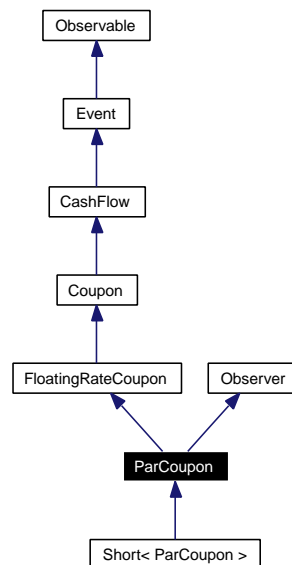 Observable
Event
CashFlow
Coupon
FloatingRateCoupon
Observer
ParCoupon
Short< ParCoupon >